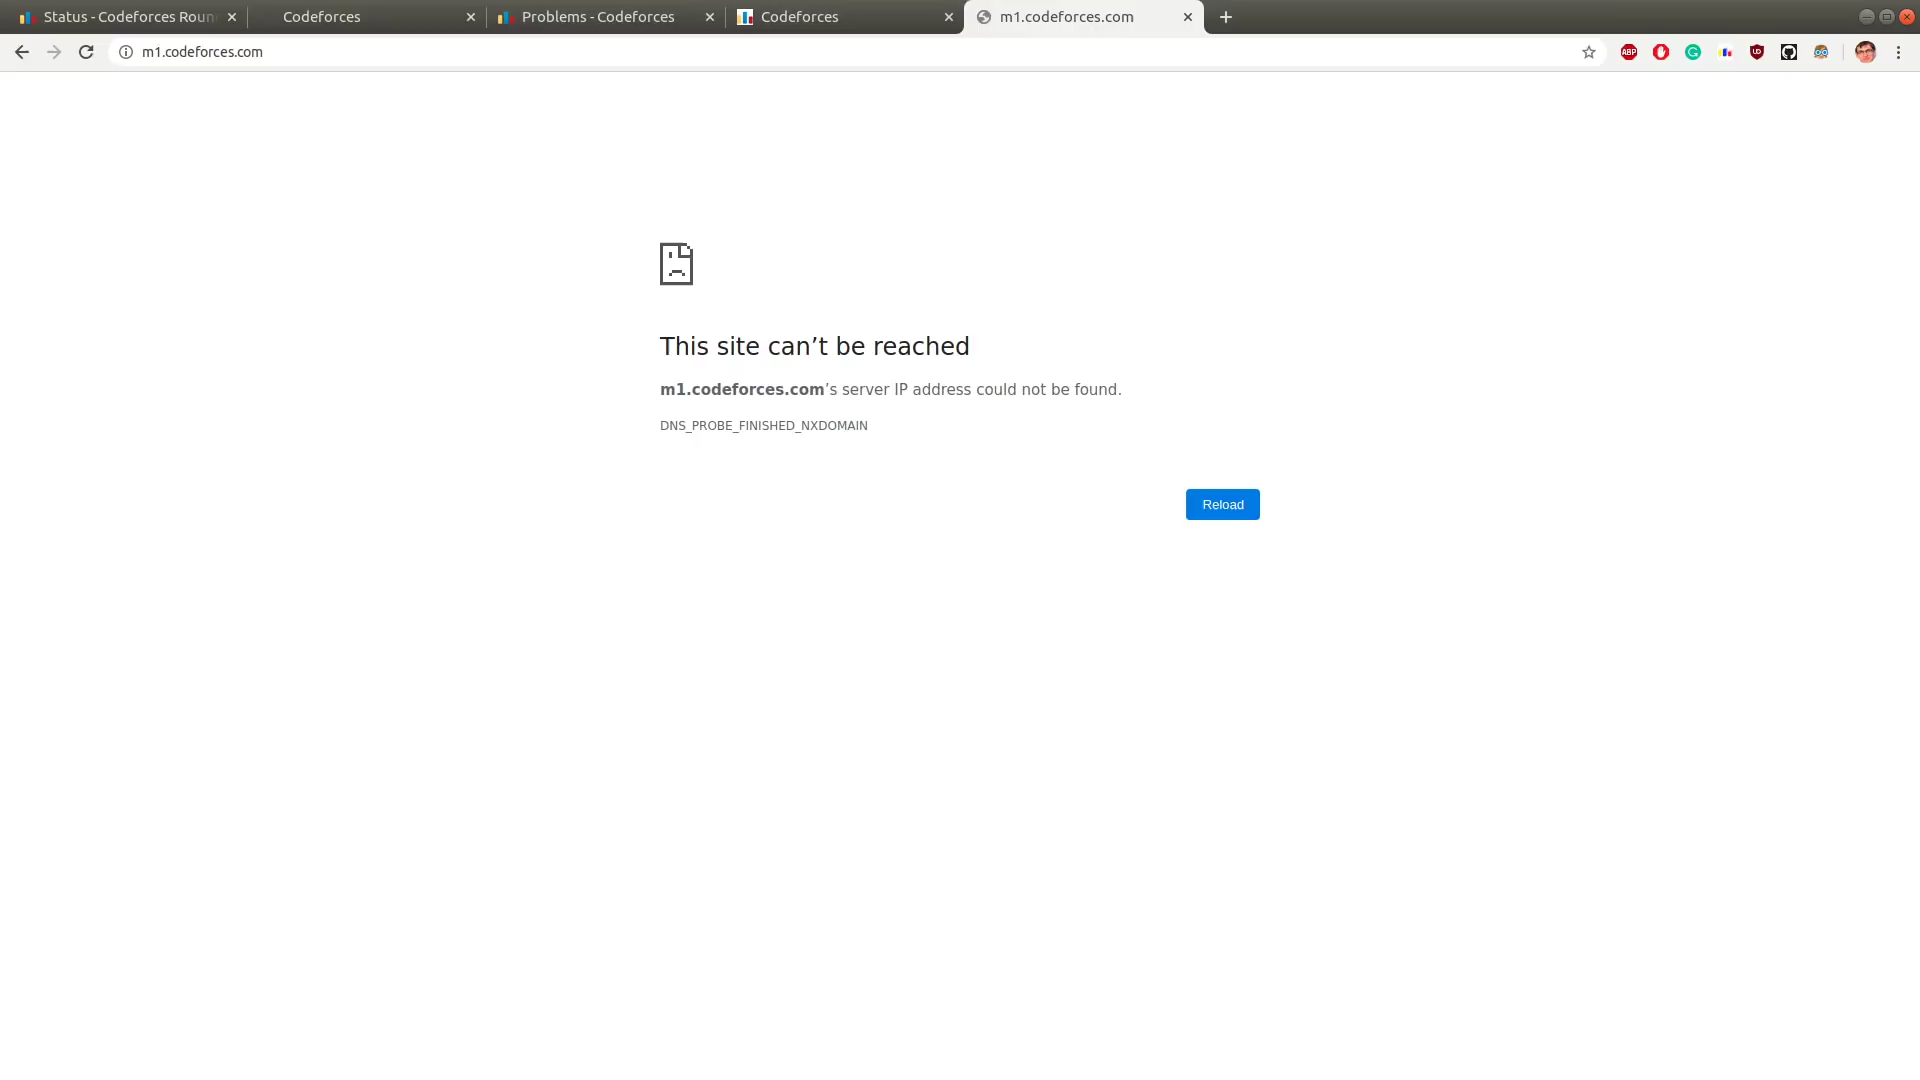 Status - Codeforces Roun
Codeforces
Problems - Codeforces
Codeforces
m1.codeforces.com
m1.codeforces.com
ABP
This site can’t be reached
m1.codeforces.com’s server IP address could not be found.
DNS_PROBE_FINISHED_NXDOMAIN
Reload